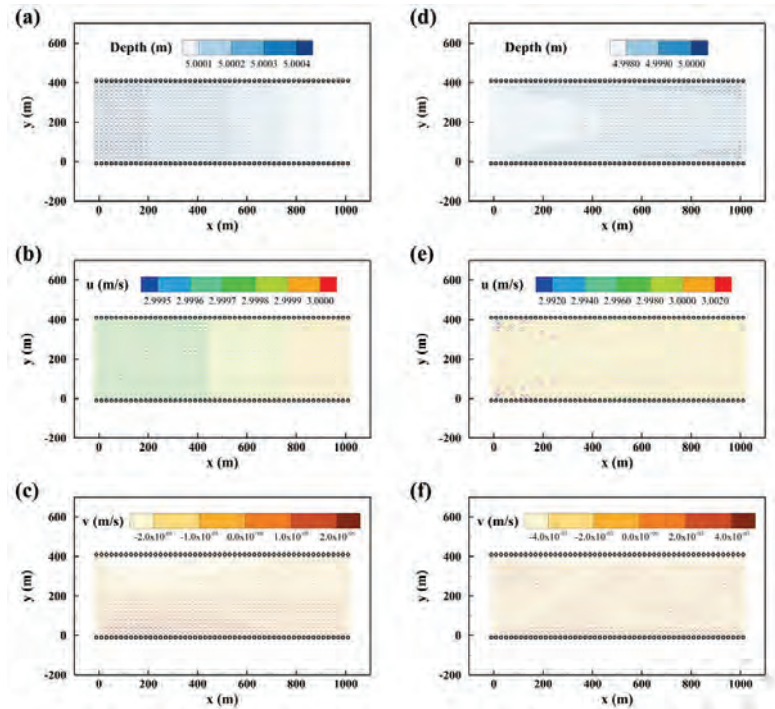 (a)
Depth (m)
5.0001 5.0002 5.0003 5.0004
600
400
200
0
-200
y (m)
0 200 400 600 800 1000
x (m)
(d)
Depth (m)
4.9980 4.9990 5.0000
600
400
200
0
-200
y (m)
0 200 400 600 800 1000
x (m)
(b)
u (m/s)
2.9995 2.9996 2.9997 2.9998 2.9999 3.0000
600
400
200
0
-200
y (m)
0 200 400 600 800 1000
x (m)
(e)
u (m/s)
2.9920 2.9940 2.9960 2.9980 3.0000 3.0020
600
400
200
0
-200
y (m)
0 200 400 600 800 1000
x (m)
(c)
v (m/s)
600
400
200
0
-200
y (m)
0 200 400 600 800 1000
x (m)
(f)
v (m/s)
600
400
200
0
-200
y (m)
0 200 400 600 800 1000
x (m)